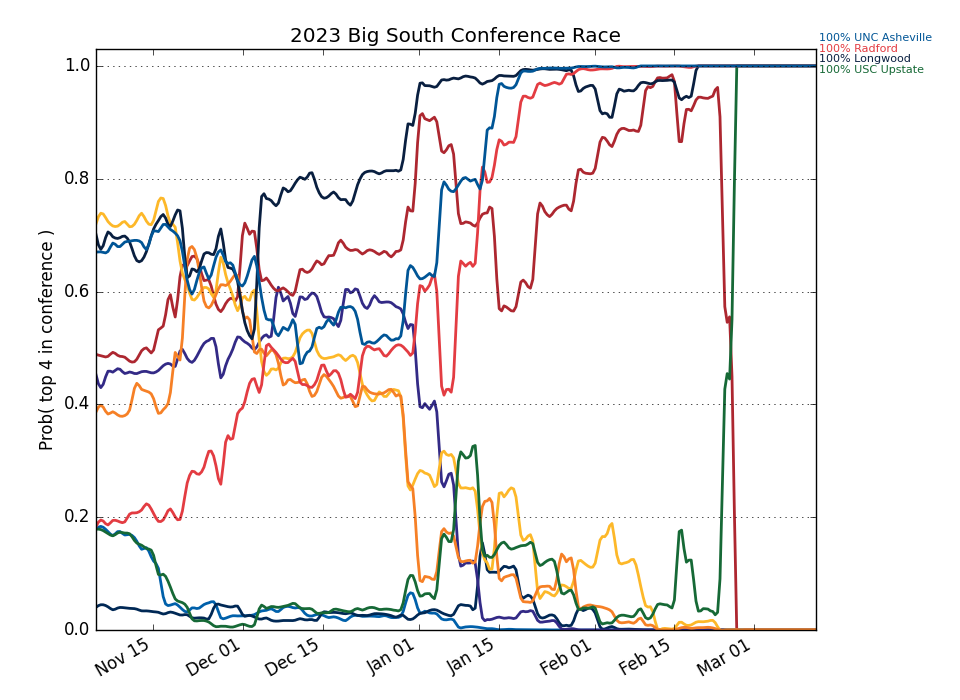 2023 Big South Conference Race
100% UNC Asheville
100% Radford
100% Longwood
100% USC Upstate
Prob( top 4 in conference )
1.0
0.8
0.6
0.4
0.2
0.0
Nov 15
Dec 01
Dec 15
Jan 01
Jan 15
Feb 01
Feb 15
Mar 01